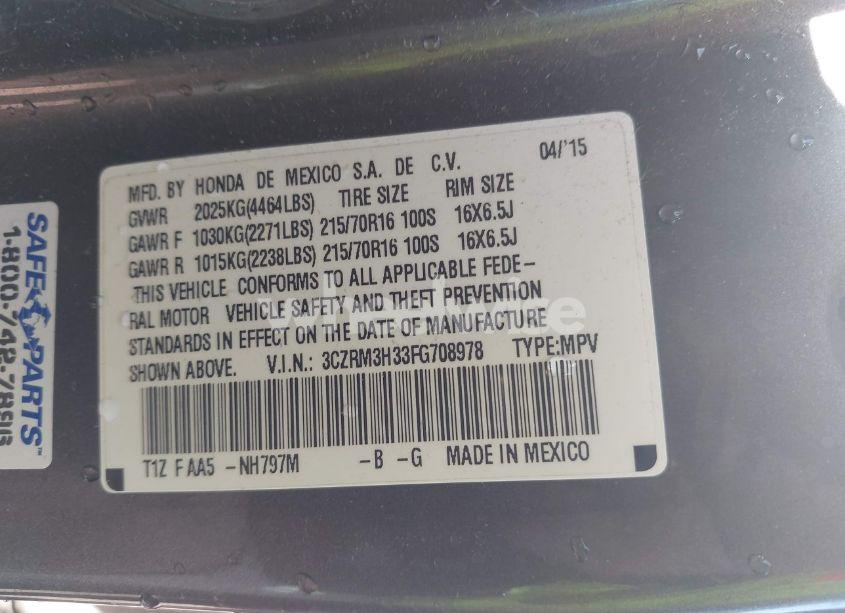 MFD. BY HONDA DE MEXICO S.A. DE C.V. 04/'15
GVWR 2025KG(4464LBS) TIRE SIZE RIM SIZE
GAWR F 1030KG(2271LBS) 215/70R16 100S 16X6.5J
GAWR R 1015KG(2238LBS) 215/70R16 100S 16X6.5J
THIS VEHICLE CONFORMS TO ALL APPLICABLE FEDE-
RAL MOTOR VEHICLE SAFETY AND THEFT PREVENTION
STANDARDS IN EFFECT ON THE DATE OF MANUFACTURE
SHOWN ABOVE. V.I.N.: 3CZRM3H33FG708978 TYPE:MPV
T1Z FAA5 -NH797M -B -G MADE IN MEXICO
SAFE PARTS™